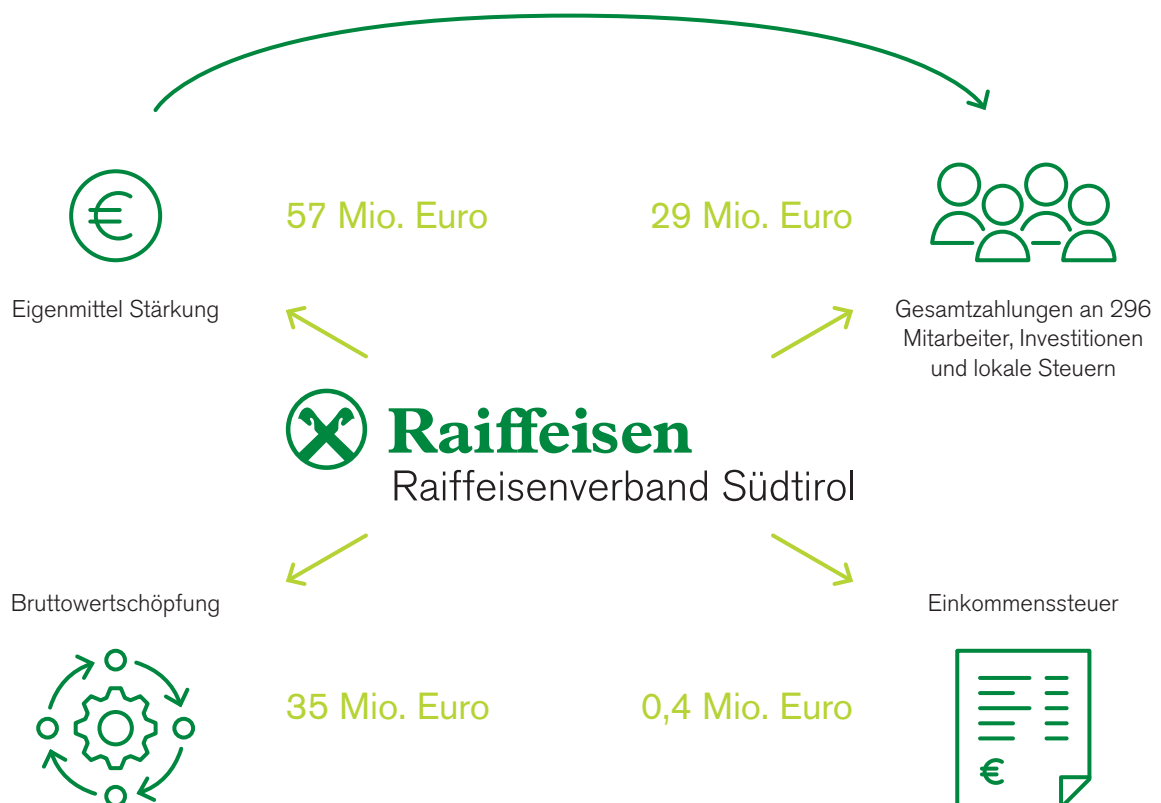 57 Mio. Euro
29 Mio. Euro
Eigenmittel Stärkung
Gesamtzahlungen an 296
Mitarbeiter, Investitionen
und lokale Steuern
Raiffeisen
Raiffeisenverband Südtirol
Bruttowertschöpfung
Einkommenssteuer
35 Mio. Euro
0,4 Mio. Euro